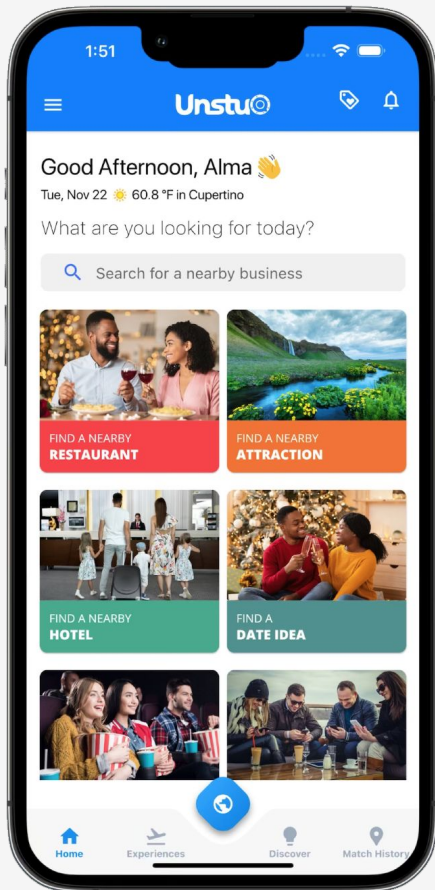 1:51
Unstuo
Good Afternoon, Alma 👋
Tue, Nov 22 ☀️ 60.8 °F in Cupertino
What are you looking for today?
Search for a nearby business
FIND A NEARBY
RESTAURANT
FIND A NEARBY
ATTRACTION
FIND A NEARBY
HOTEL
FIND A
DATE IDEA
Home
Experiences
Discover
Match History